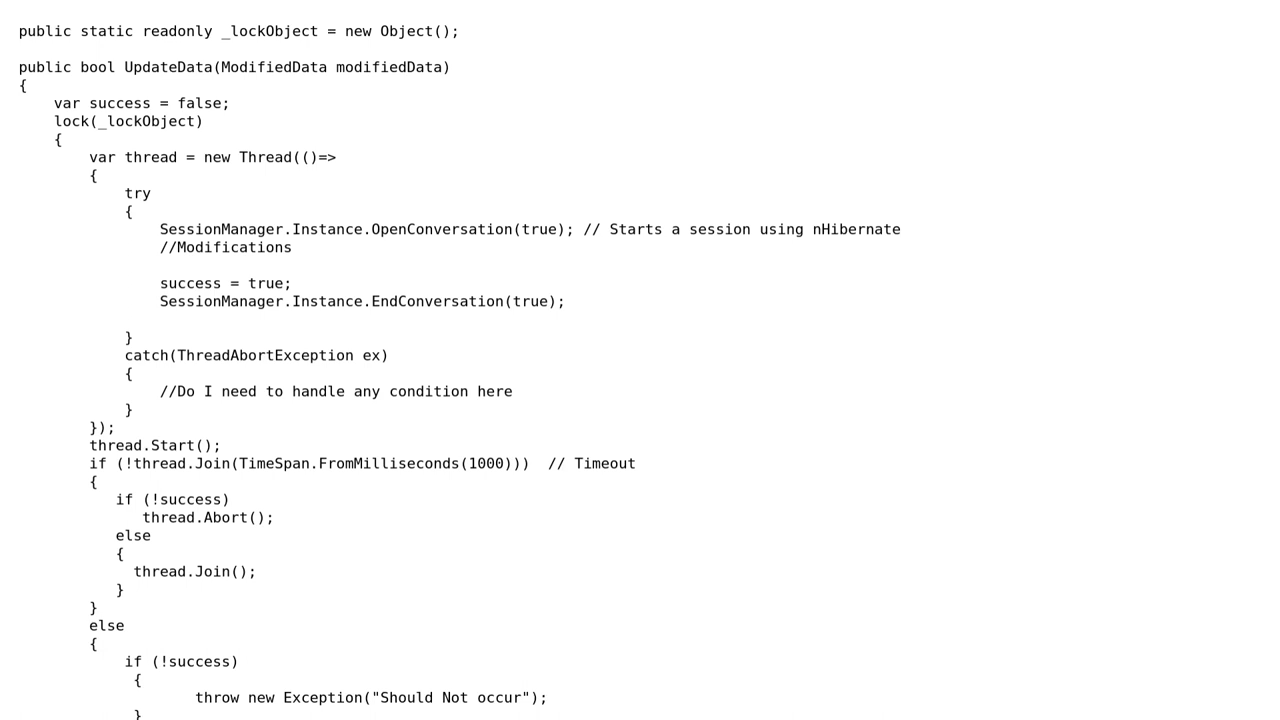 public static readonly _lockObject = new Object();

public bool UpdateData(ModifiedData modifiedData)
{
    var success = false;
    lock(_lockObject)
    {
        var thread = new Thread(()=>
        {
            try
            {
                SessionManager.Instance.OpenConversation(true); // Starts a session using nHibernate
                //Modifications

                success = true;
                SessionManager.Instance.EndConversation(true);

            }
            catch(ThreadAbortException ex)
            {
                //Do I need to handle any condition here
            }
        });
        thread.Start();
        if (!thread.Join(TimeSpan.FromMilliseconds(1000)))  // Timeout
        {
           if (!success)
              thread.Abort();
           else
           {
             thread.Join();
           }
        }
        else
        {
            if (!success)
             {
                    throw new Exception("Should Not occur");
             }